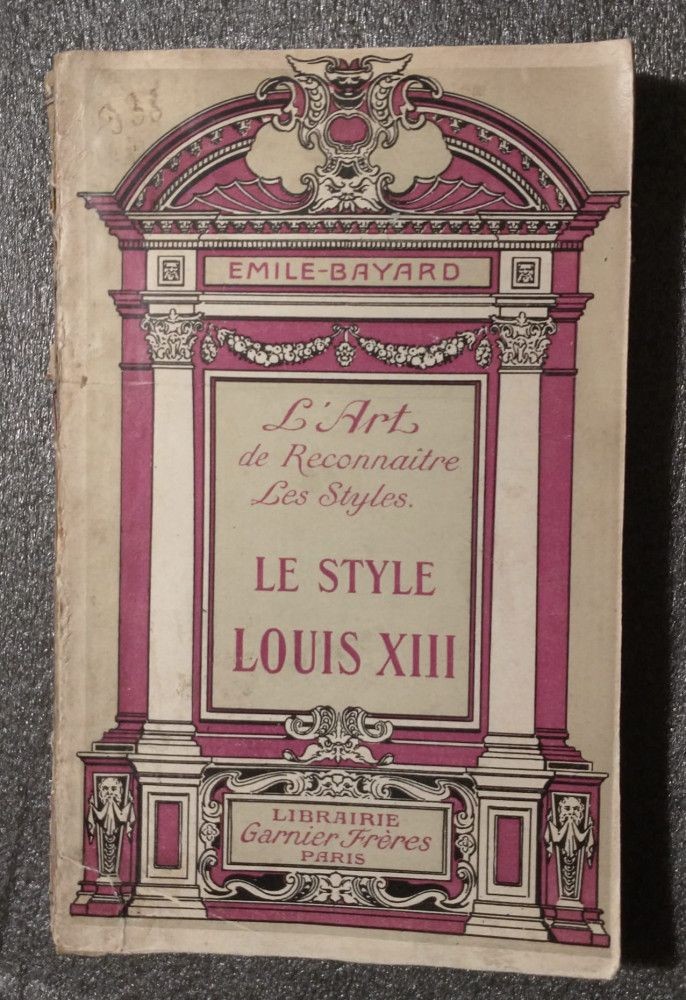 EMILE-BAYARD
L'Art
de Reconnaître
Les Styles.
LE STYLE
LOUIS XIII
LIBRAIRIE
Garnier Frères
PARIS